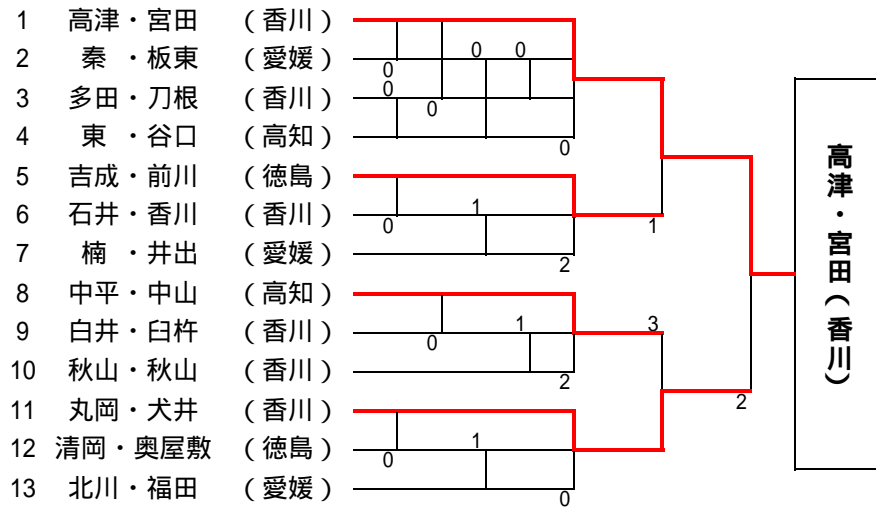 1 高津・宮田 (香川)
2 秦 ・板東 (愛媛) 0 0 0
3 多田・刀根 (香川) 0 0
4 東 ・谷口 (高知) 0
5 吉成・前川 (徳島)
6 石井・香川 (香川) 0 1 1
7 楠 ・井出 (愛媛) 2
8 中平・中山 (高知)
9 白井・臼杵 (香川) 0 1 3
10 秋山・秋山 (香川) 2
11 丸岡・犬井 (香川) 2
12 清岡・奥屋敷 (徳島) 0 1
13 北川・福田 (愛媛) 0
高津・宮田(香川)